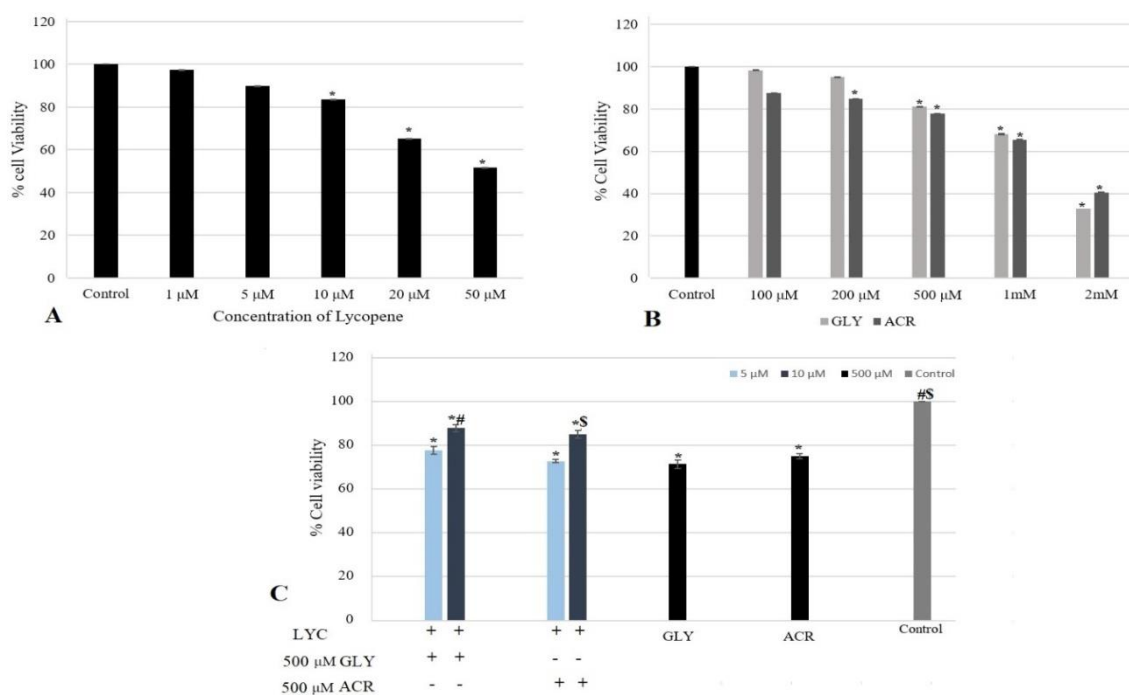 120
100
80
60
40
20
0
% cell Viability
*
*
*
Control 1 µM 5 µM 10 µM 20 µM 50 µM
Concentration of Lycopene
A
120
100
80
60
40
20
0
% Cell Viability
*
* *
* *
* *
Control 100 µM 200 µM 500 µM 1mM 2mM
GLY ACR
B
120
100
80
60
40
20
0
% Cell viability
5 µM 10 µM 500 µM Control
* *#
* *$
*
*
#$
C
GLY ACR Control
LYC + + + +
500 µM GLY + + - -
500 µM ACR - - + +